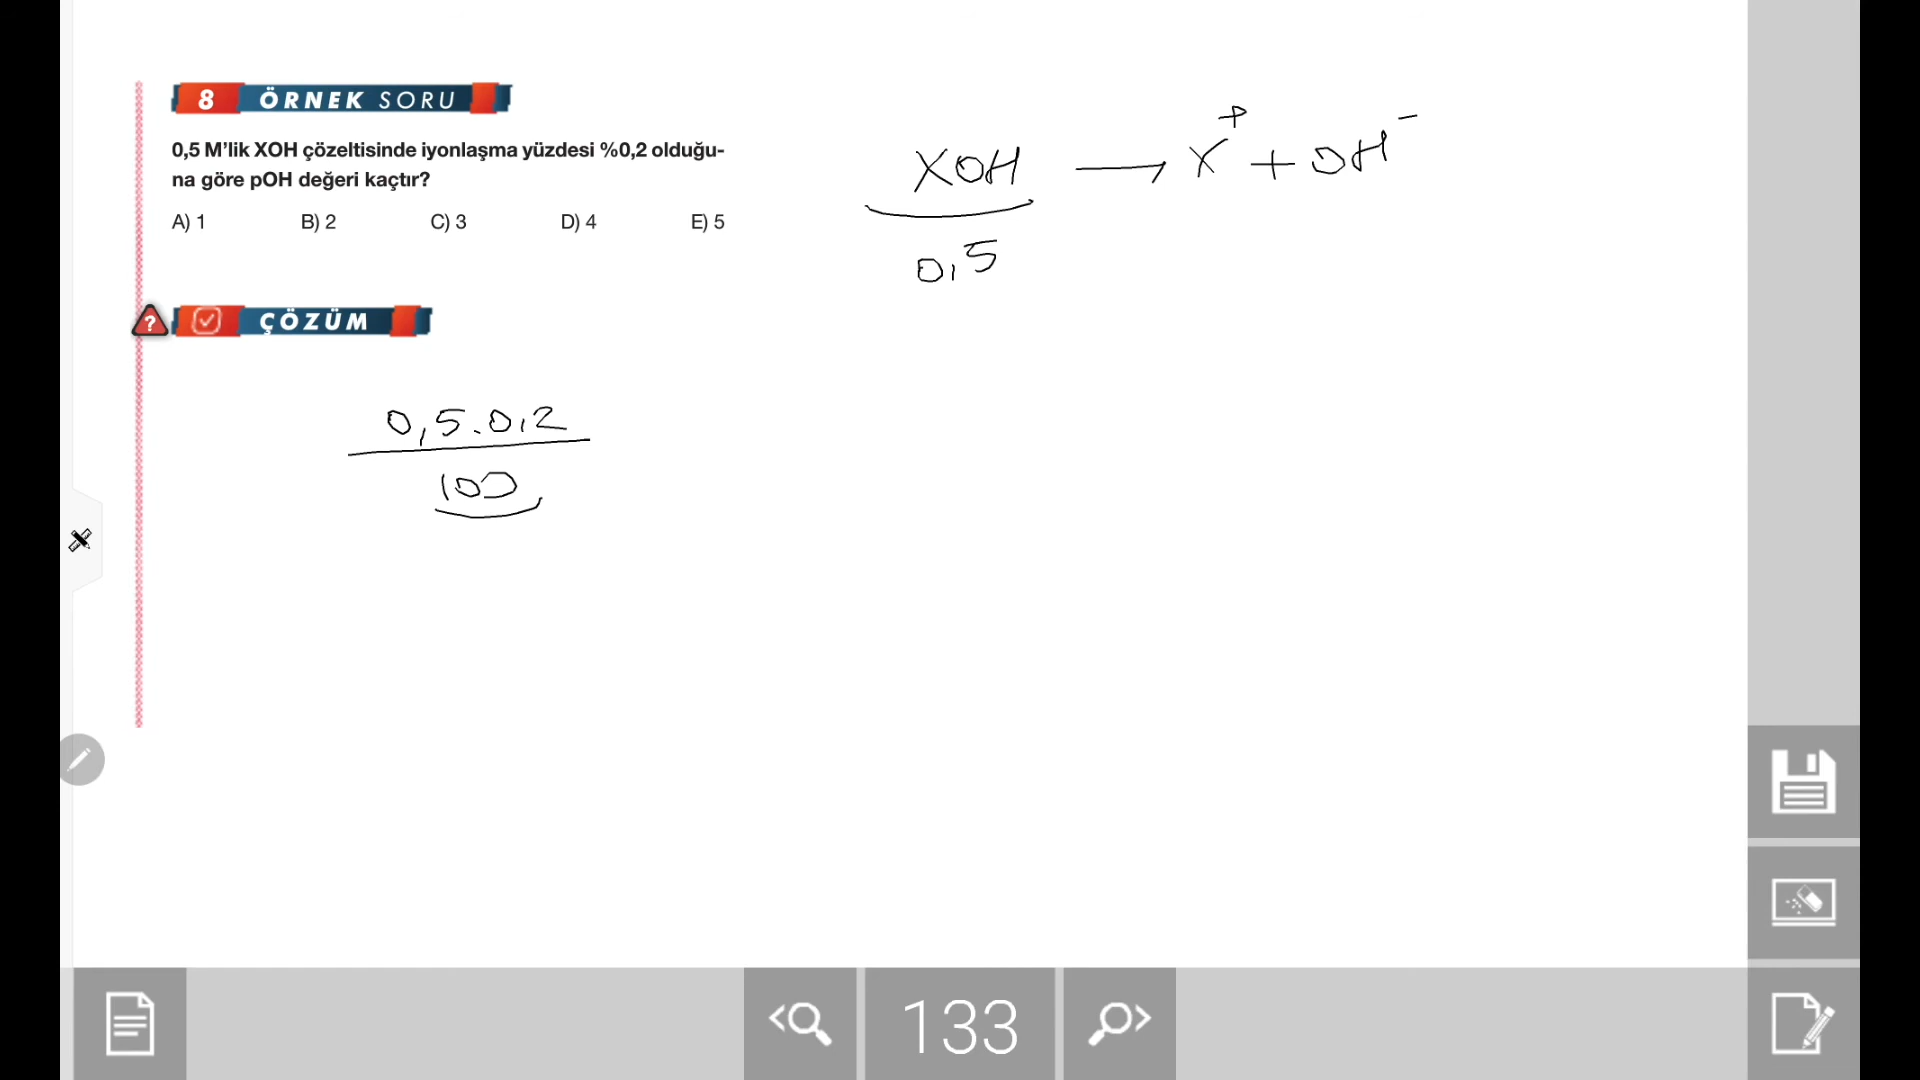 8 ÖRNEK SORU
0,5 M'lik XOH çözeltisinde iyonlaşma yüzdesi %0,2 olduğu-
na göre pOH değeri kaçtır?
A) 1 B) 2 C) 3 D) 4 E) 5
XOH → X⁺ + OH⁻
0,5
? ÇÖZÜM
0,5.0,2
100
133